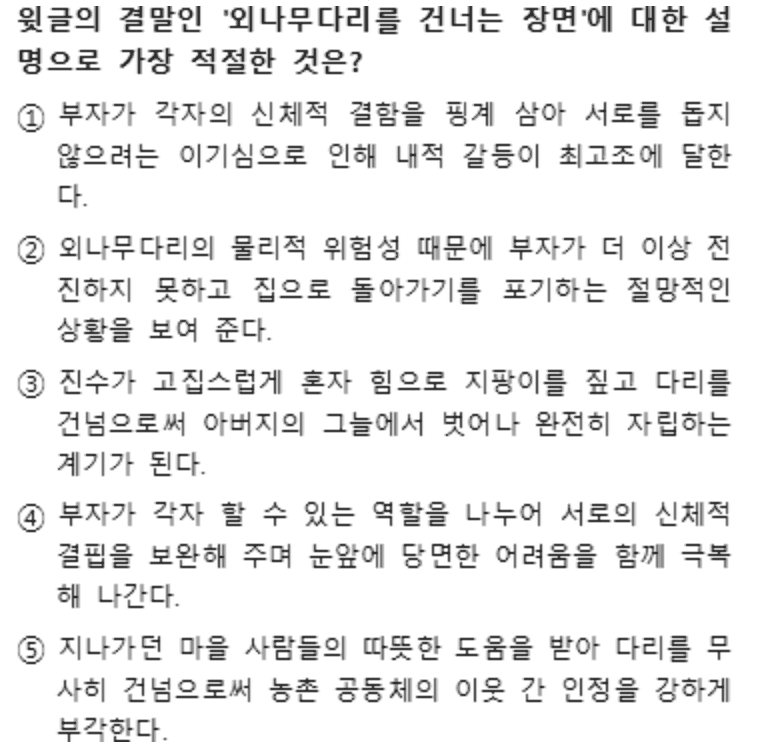 윗글의 결말인 '외나무다리를 건너는 장면'에 대한 설
명으로 가장 적절한 것은?
① 부자가 각자의 신체적 결함을 핑계 삼아 서로를 돕지
않으려는 이기심으로 인해 내적 갈등이 최고조에 달한
다.
② 외나무다리의 물리적 위험성 때문에 부자가 더 이상 전
진하지 못하고 집으로 돌아가기를 포기하는 절망적인
상황을 보여 준다.
③ 진수가 고집스럽게 혼자 힘으로 지팡이를 짚고 다리를
건넘으로써 아버지의 그늘에서 벗어나 완전히 자립하는
계기가 된다.
④ 부자가 각자 할 수 있는 역할을 나누어 서로의 신체적
결핍을 보완해 주며 눈앞에 당면한 어려움을 함께 극복
해 나간다.
⑤ 지나가던 마을 사람들의 따뜻한 도움을 받아 다리를 무
사히 건넘으로써 농촌 공동체의 이웃 간 인정을 강하게
부각한다.